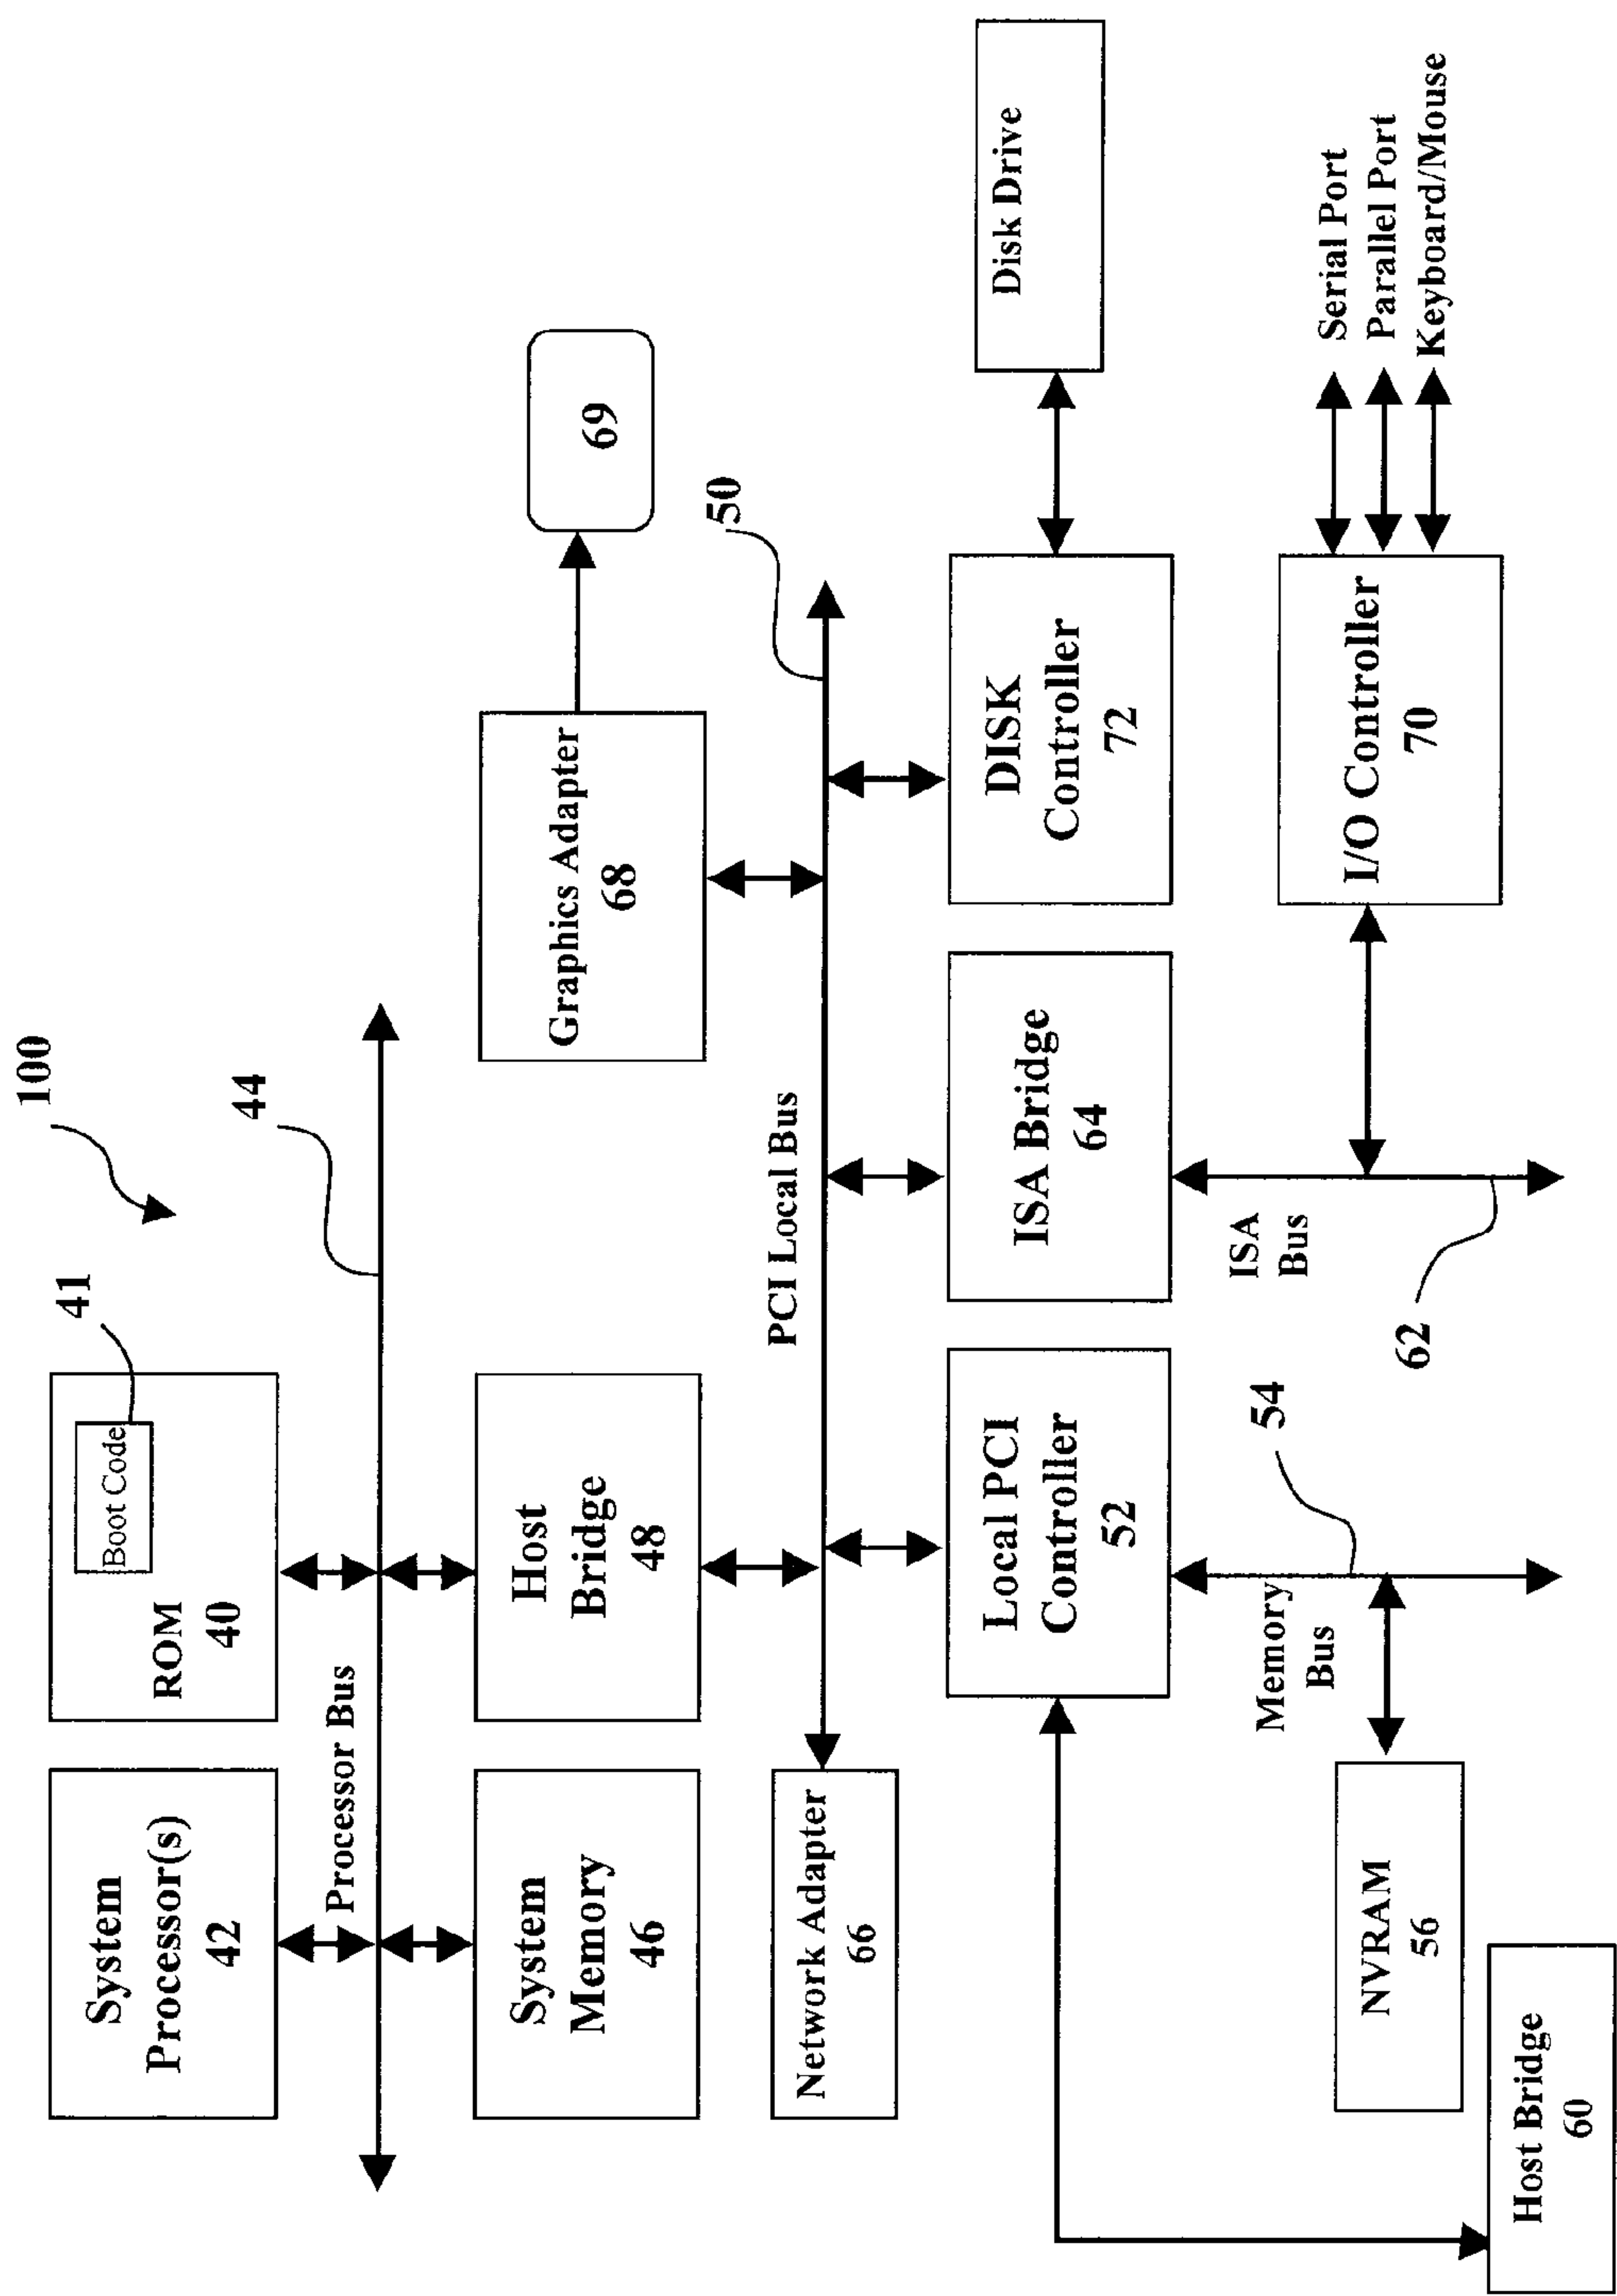 100
System
Processor(s)
42
ROM
40
Boot Code
41
Processor Bus
44
System
Memory
46
Host
Bridge
48
Graphics Adapter
68
69
Network Adapter
66
PCI Local Bus
50
Local PCI
Controller
52
ISA Bridge
64
DISK
Controller
72
Disk Drive
Memory
Bus
54
ISA
Bus
62
I/O Controller
70
Serial Port
Parallel Port
Keyboard/Mouse
NVRAM
56
Host Bridge
60